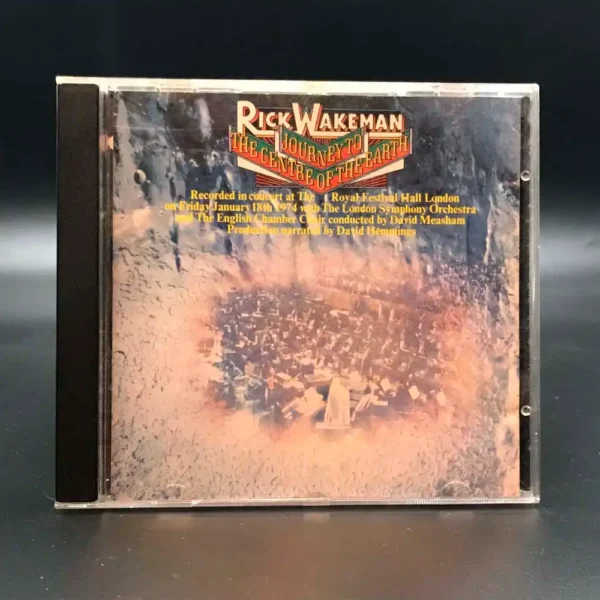 RICK WAKEMAN
JOURNEY TO
THE CENTRE OF THE EARTH
Recorded in concert at The Royal Festival Hall London
on Friday January 18th 1974 with The London Symphony Orchestra
and The English Chamber Choir conducted by David Measham
Production narrated by David Hemmings